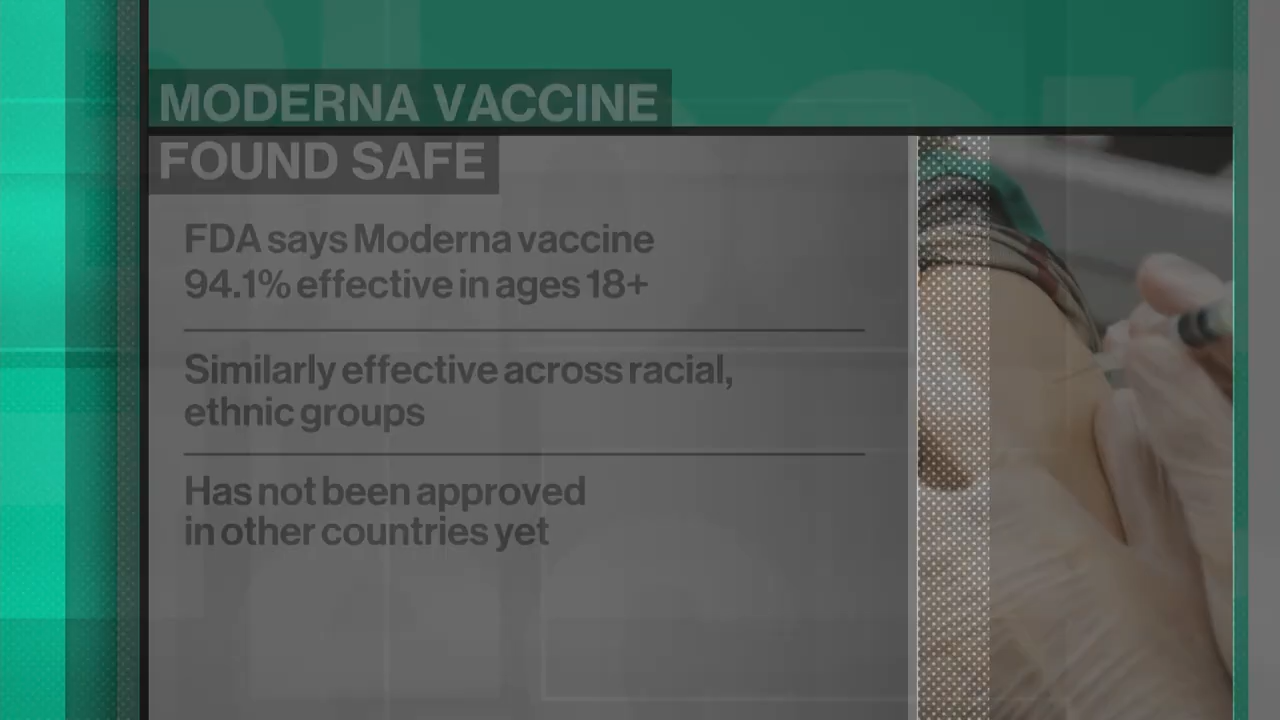 MODERNA VACCINE
FOUND SAFE
FDA says Moderna vaccine
94.1% effective in ages 18+
Similarly effective across racial,
ethnic groups
Has not been approved
in other countries yet